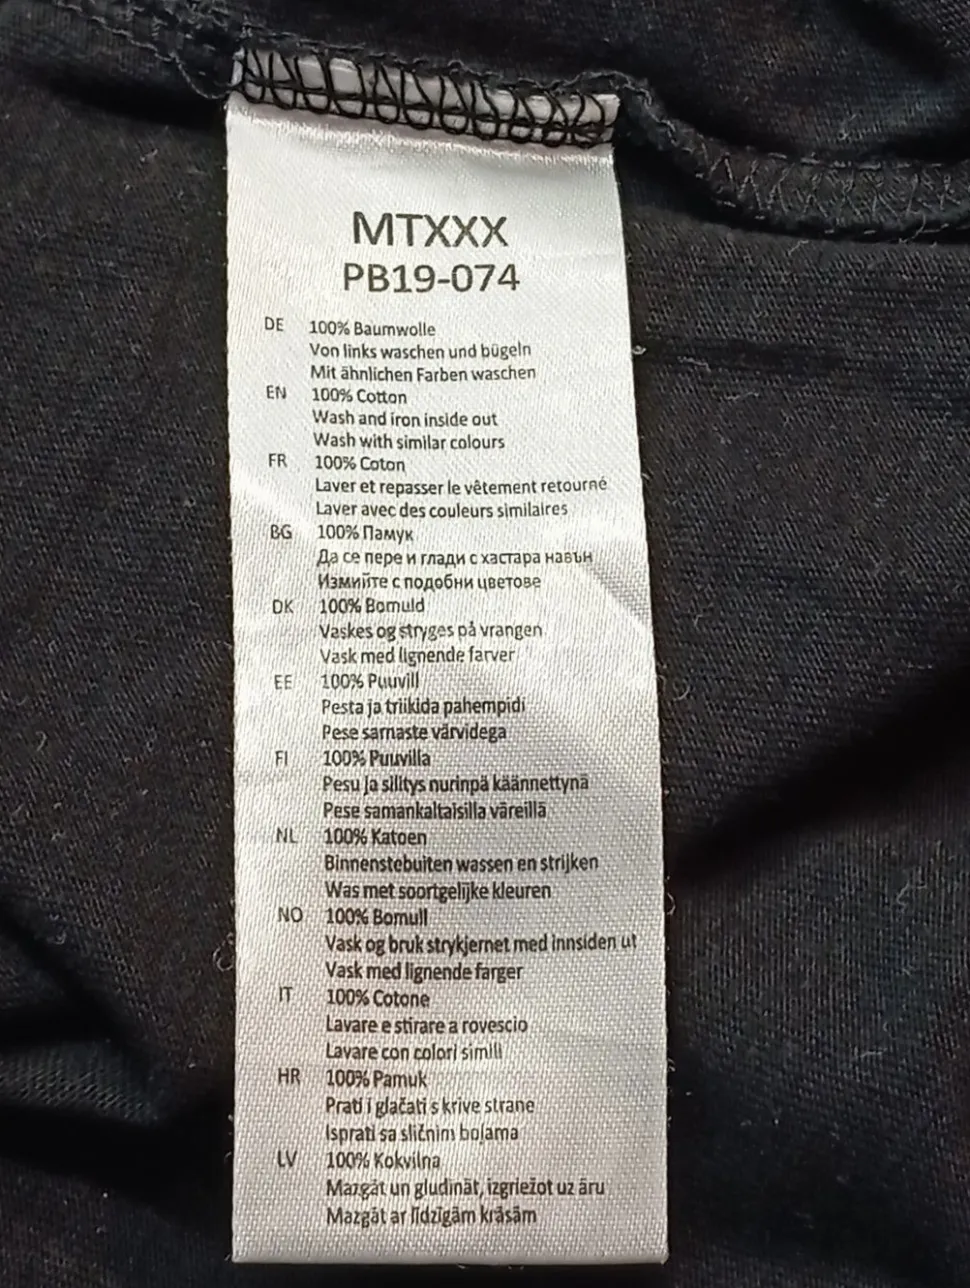 MTXXX
PB19-074
DE 100% Baumwolle
Von links waschen und bügeln
Mit ähnlichen Farben waschen
EN 100% Cotton
Wash and iron inside out
Wash with similar colours
FR 100% Coton
Laver et repasser le vêtement retourné
Laver avec des couleurs similaires
BG 100% Памук
Да се пере и глади с хастара навън
Измийте с подобни цветове
DK 100% Bomuld
Vaskes og stryges på vrangen
Vask med lignende farver
EE 100% Puuvill
Pesta ja triikida pahempidi
Pese sarnaste värvidega
FI 100% Puuvilla
Pesu ja silitys nurinpä käännettynä
Pese samankaltaisilla väreillä
NL 100% Katoen
Binnenstebuiten wassen en strijken
Was met soortgelijke kleuren
NO 100% Bomull
Vask og bruk strykjernet med innsiden ut
Vask med lignende farger
IT 100% Cotone
Lavare e stirare a rovescio
Lavare con colori simili
HR 100% Pamuk
Prati i glačati s krive strane
Isprati sa sličnim bojama
LV 100% Kokvilna
Mazgāt un gludināt, izgriežot uz āru
Mazgāt ar līdzīgām krāsām